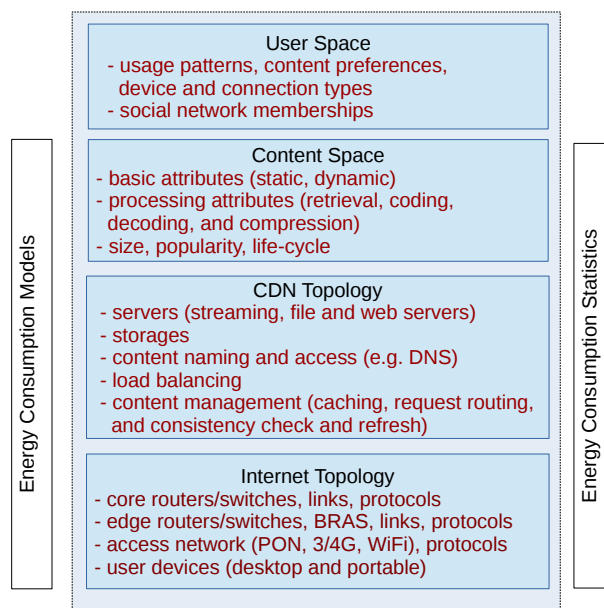 User Space
- usage patterns, content preferences,
device and connection types
- social network memberships
Content Space
- basic attributes (static, dynamic)
- processing attributes (retrieval, coding,
decoding, and compression)
- size, popularity, life-cycle
CDN Topology
- servers (streaming, file and web servers)
- storages
- content naming and access (e.g. DNS)
- load balancing
- content management (caching, request routing,
and consistency check and refresh)
Internet Topology
- core routers/switches, links, protocols
- edge routers/switches, BRAS, links, protocols
- access network (PON, 3/4G, WiFi), protocols
- user devices (desktop and portable)
Energy Consumption Models
Energy Consumption Statistics